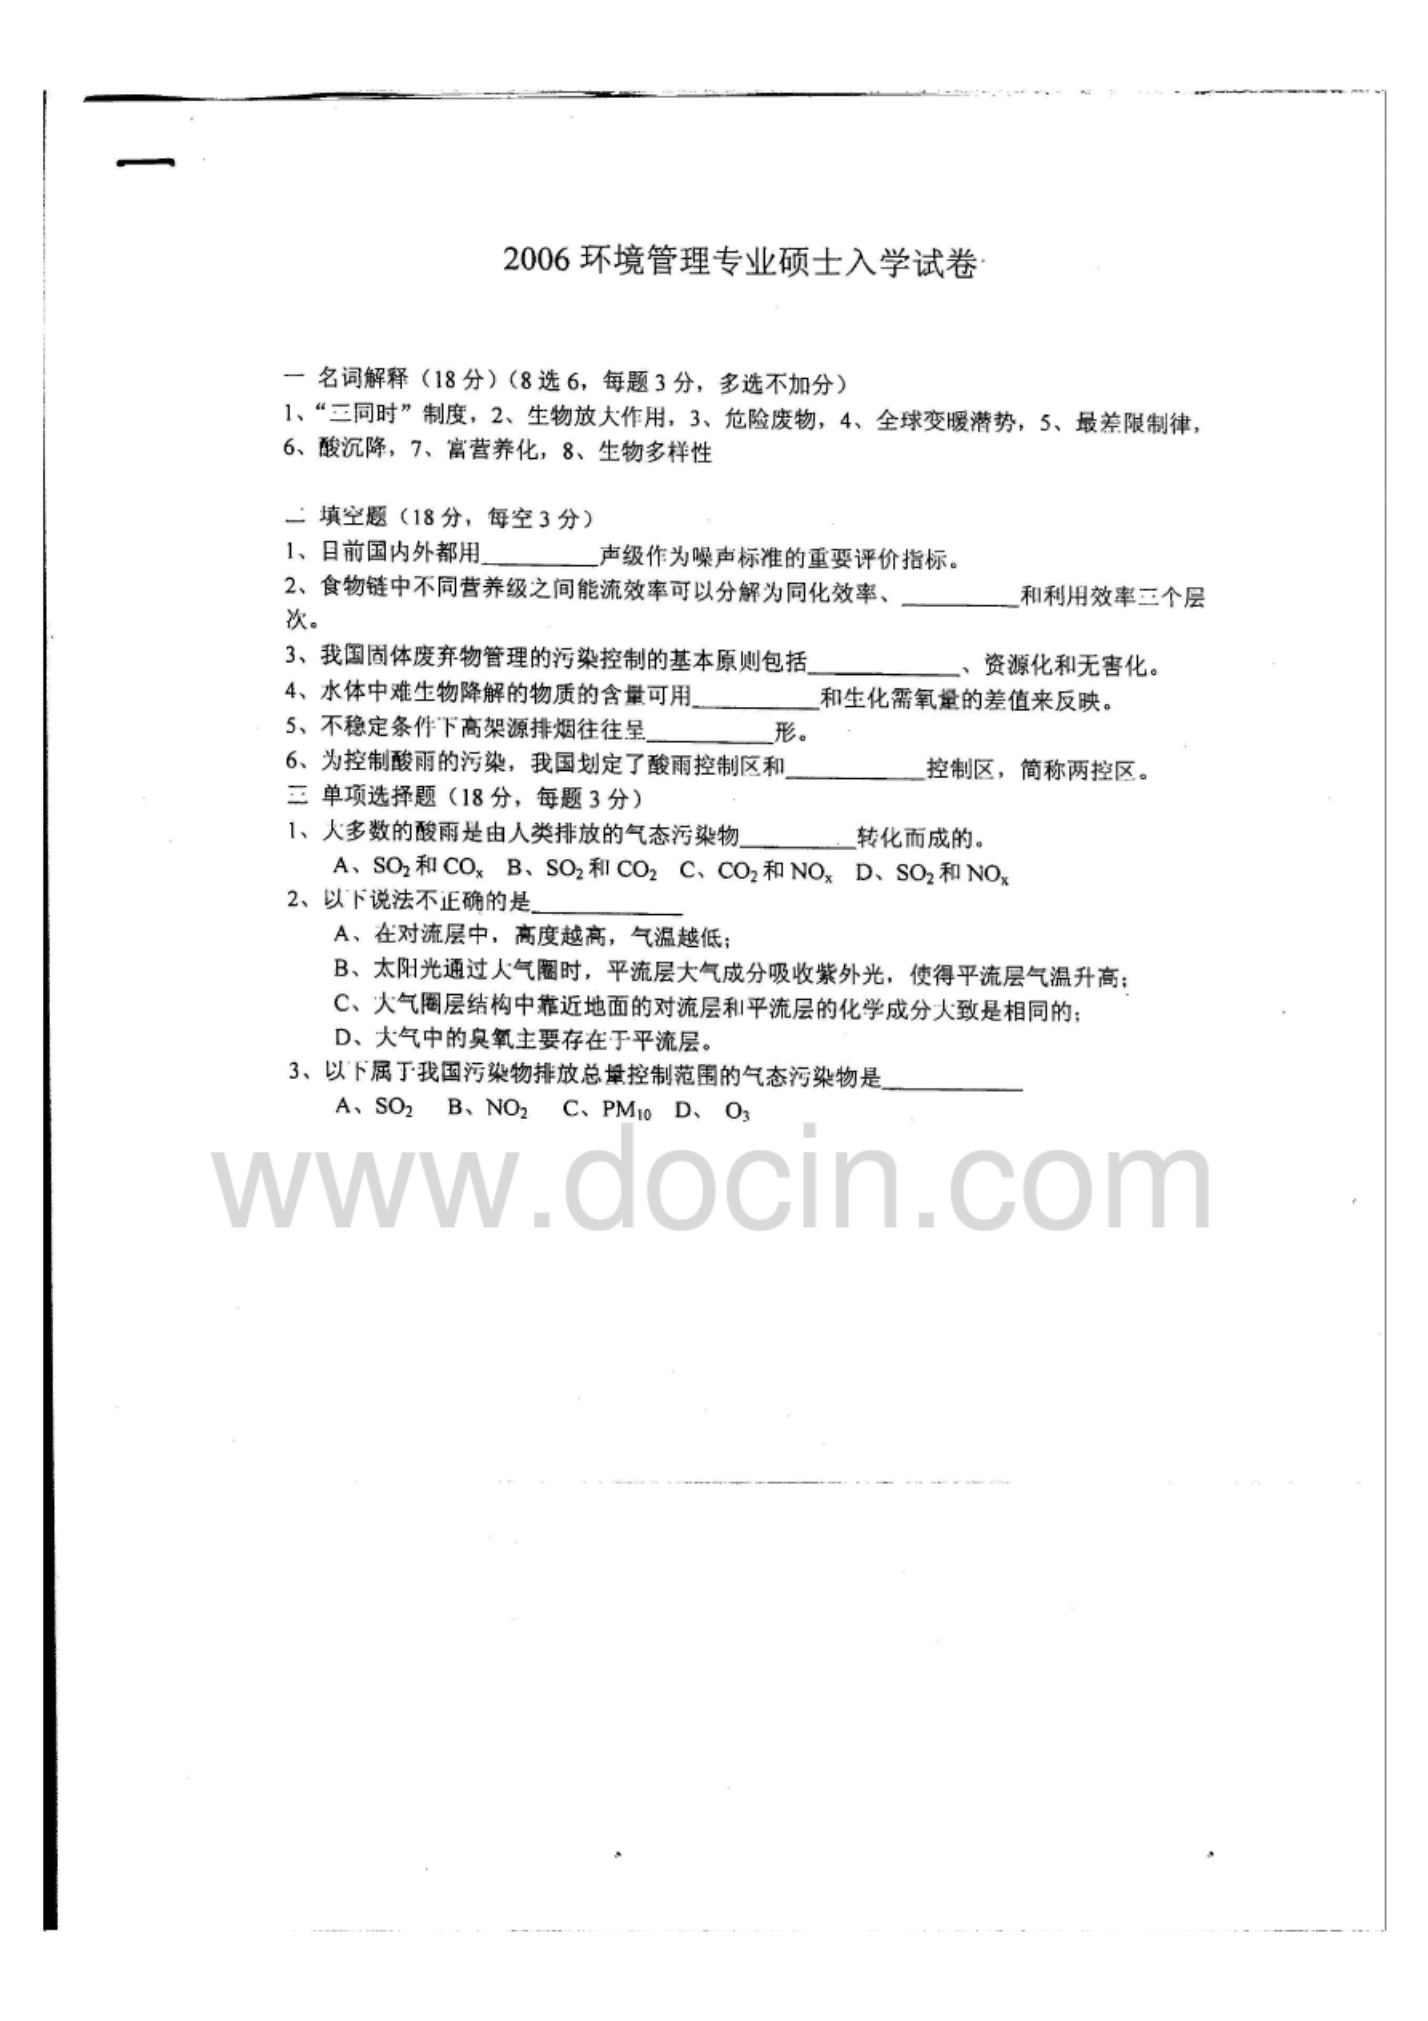 2006 环境管理专业硕士入学试卷
一 名词解释（18 分）（8 选 6，每题 3 分，多选不加分）
1、“三同时”制度，2、生物放大作用，3、危险废物，4、全球变暖潜势，5、最差限制律，
6、酸沉降，7、富营养化，8、生物多样性
二 填空题（18 分，每空 3 分）
1、目前国内外都用__________声级作为噪声标准的重要评价指标。
2、食物链中不同营养级之间能流效率可以分解为同化效率、__________和利用效率三个层
次。
3、我国固体废弃物管理的污染控制的基本原则包括_____________、资源化和无害化。
4、水体中难生物降解的物质的含量可用___________和生化需氧量的差值来反映。
5、不稳定条件下高架源排烟往往呈___________形。
6、为控制酸雨的污染，我国划定了酸雨控制区和____________控制区，简称两控区。
三 单项选择题（18 分，每题 3 分）
1、大多数的酸雨是由人类排放的气态污染物__________转化而成的。
A、SO₂和 COₓ B、SO₂和 CO₂ C、CO₂和 NOₓ D、SO₂和 NOₓ
2、以下说法不正确的是_____________
A、在对流层中，高度越高，气温越低；
B、太阳光通过大气圈时，平流层大气成分吸收紫外光，使得平流层气温升高；
C、大气圈层结构中靠近地面的对流层和平流层的化学成分大致是相同的；
D、大气中的臭氧主要存在于平流层。
3、以下属于我国污染物排放总量控制范围的气态污染物是____________
A、SO₂ B、NO₂ C、PM₁₀ D、 O₃
www.docin.com